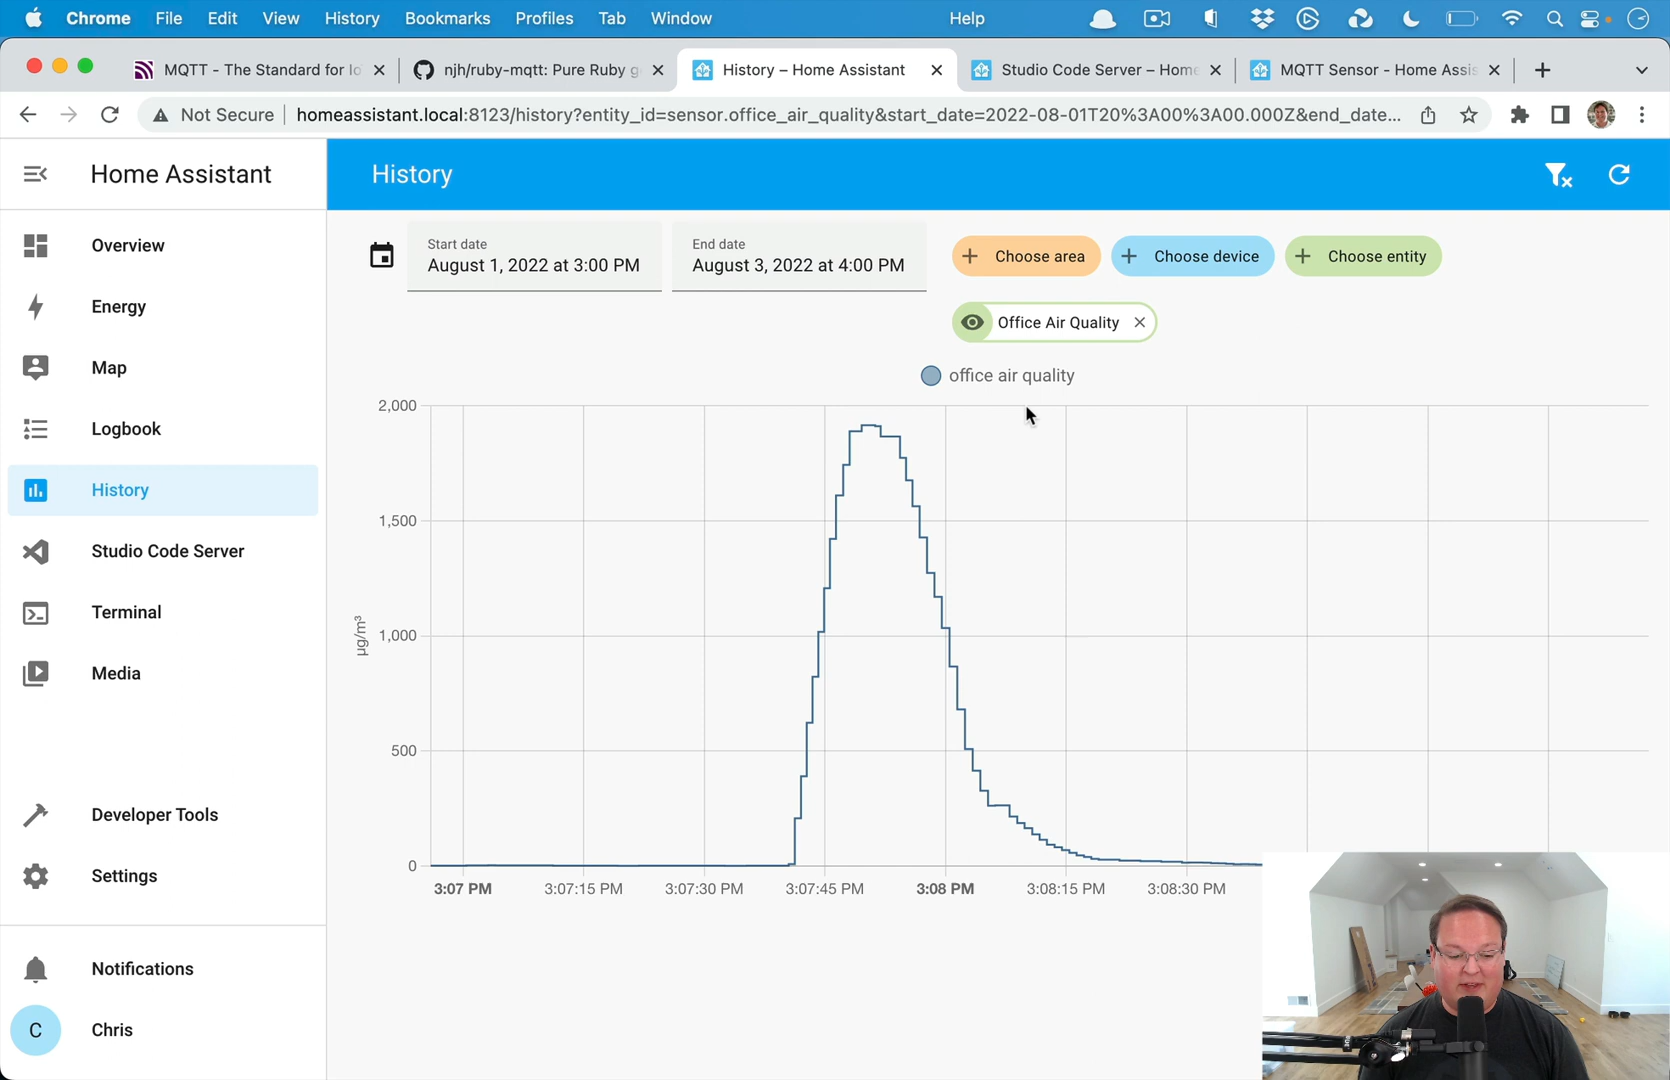 Chrome File Edit View History Bookmarks Profiles Tab Window Help
MQTT - The Standard for Io
njh/ruby-mqtt: Pure Ruby g
History – Home Assistant
Studio Code Server – Home
MQTT Sensor - Home Assis
Not Secure homeassistant.local:8123/history?entity_id=sensor.office_air_quality&start_date=2022-08-01T20%3A00%3A00.000Z&end_date...
Home Assistant
Overview
Energy
Map
Logbook
History
Studio Code Server
Terminal
Media
Developer Tools
Settings
Notifications
C Chris
History
Start date
August 1, 2022 at 3:00 PM
End date
August 3, 2022 at 4:00 PM
+ Choose area
+ Choose device
+ Choose entity
Office Air Quality
office air quality
2,000
1,500
1,000
500
0
µg/m³
3:07 PM 3:07:15 PM 3:07:30 PM 3:07:45 PM 3:08 PM 3:08:15 PM 3:08:30 PM